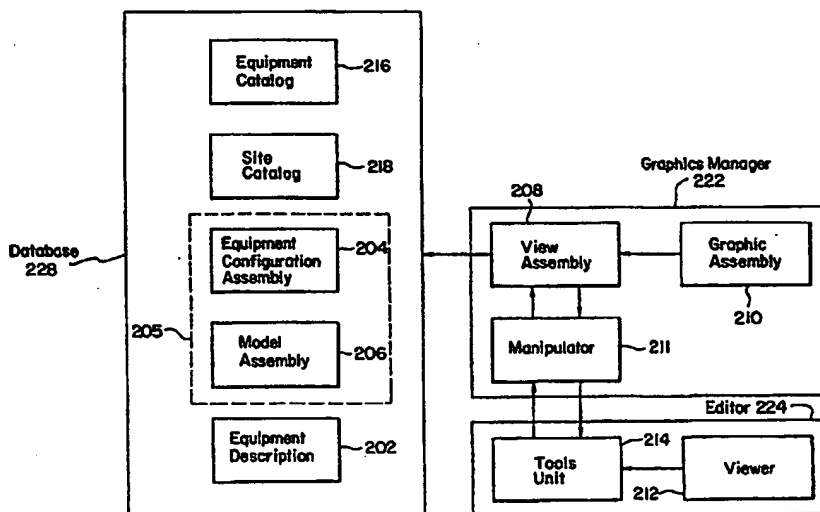 Equipment
Catalog
216
Site
Catalog
218
Graphics Manager
222
208
Database
228
Equipment
Configuration
Assembly
204
View
Assembly
Graphic
Assembly
210
205
Model
Assembly
206
Manipulator
211
Editor 224
Equipment
Description
202
214
Tools
Unit
Viewer
212